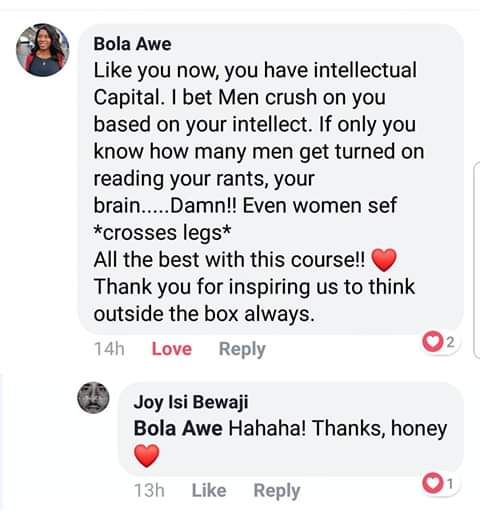 Bola Awe
Like you now, you have intellectual
Capital. I bet Men crush on you
based on your intellect. If only you
know how many men get turned on
reading your rants, your
brain.....Damn!! Even women sef
*crosses legs*
All the best with this course!! ❤️
Thank you for inspiring us to think
outside the box always.
14h Love Reply 2
Joy Isi Bewaji
Bola Awe Hahaha! Thanks, honey
❤️
13h Like Reply 1